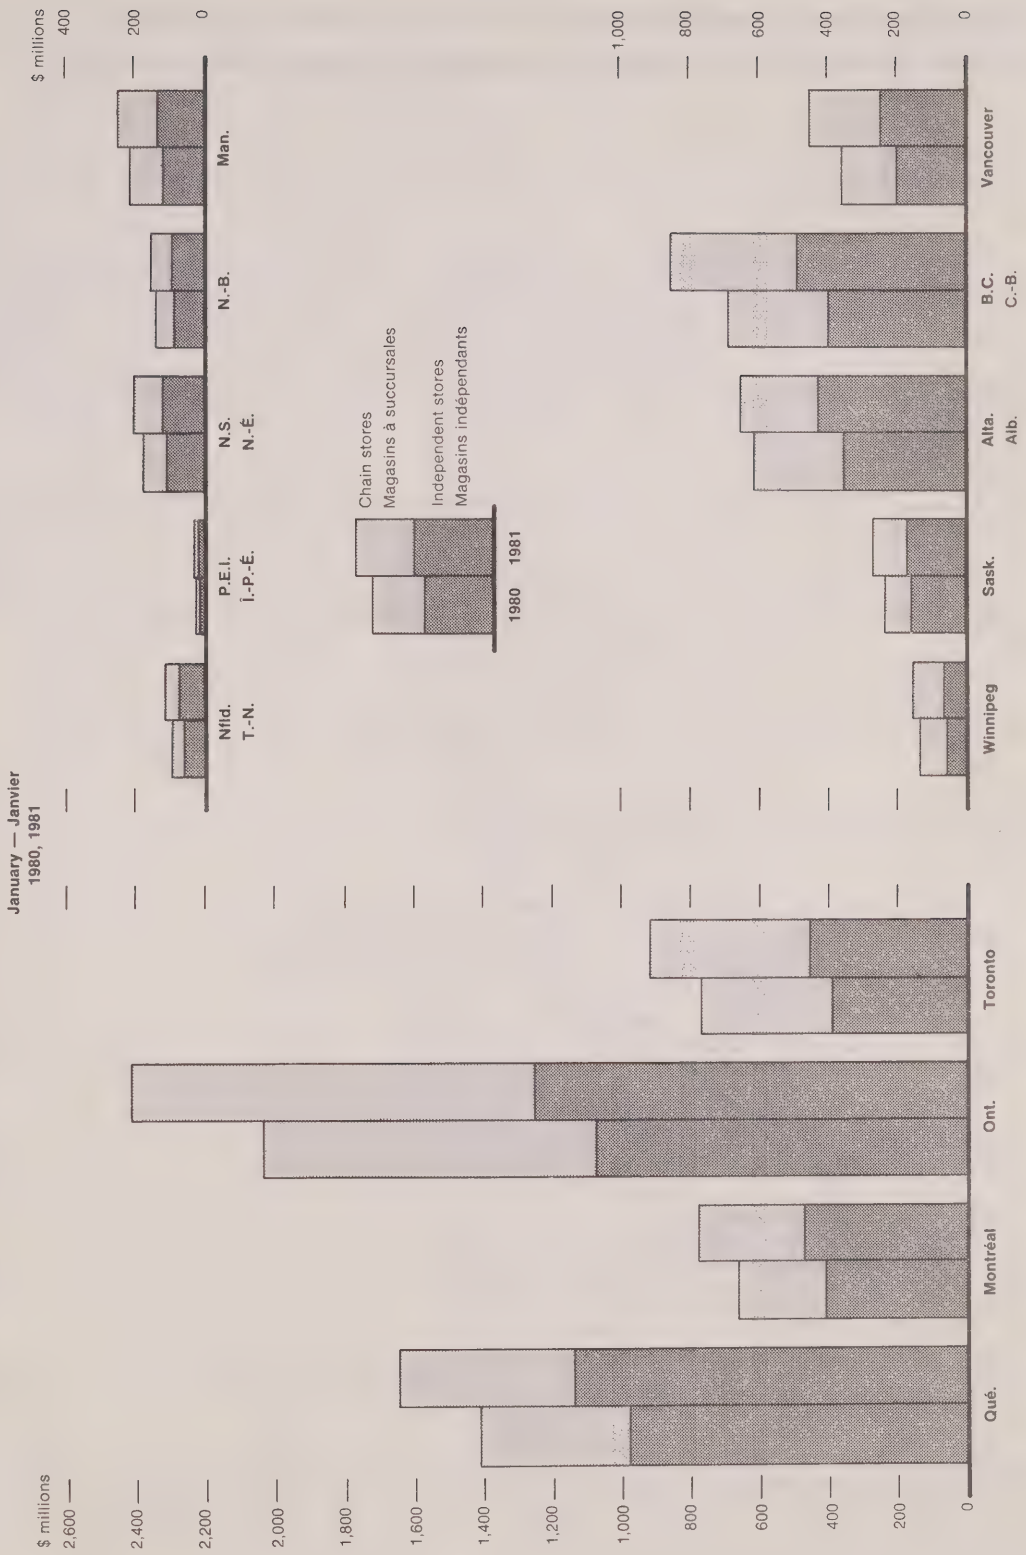 January — Janvier
1980, 1981
$ millions
2,600
2,400
2,200
2,000
1,800
1,600
1,400
1,200
1,000
800
600
400
200
0
Qué.
Montréal
Ont.
Toronto
Nfld.
T.-N.
P.E.I.
Î.-P.-É.
N.S.
N.-É.
N.-B.
Man.
$ millions
400
200
0
Chain stores
Magasins à succursales
Independent stores
Magasins indépendants
1980
1981
Winnipeg
Sask.
Alta.
Alb.
B.C.
C.-B.
Vancouver
1,000
800
600
400
200
0